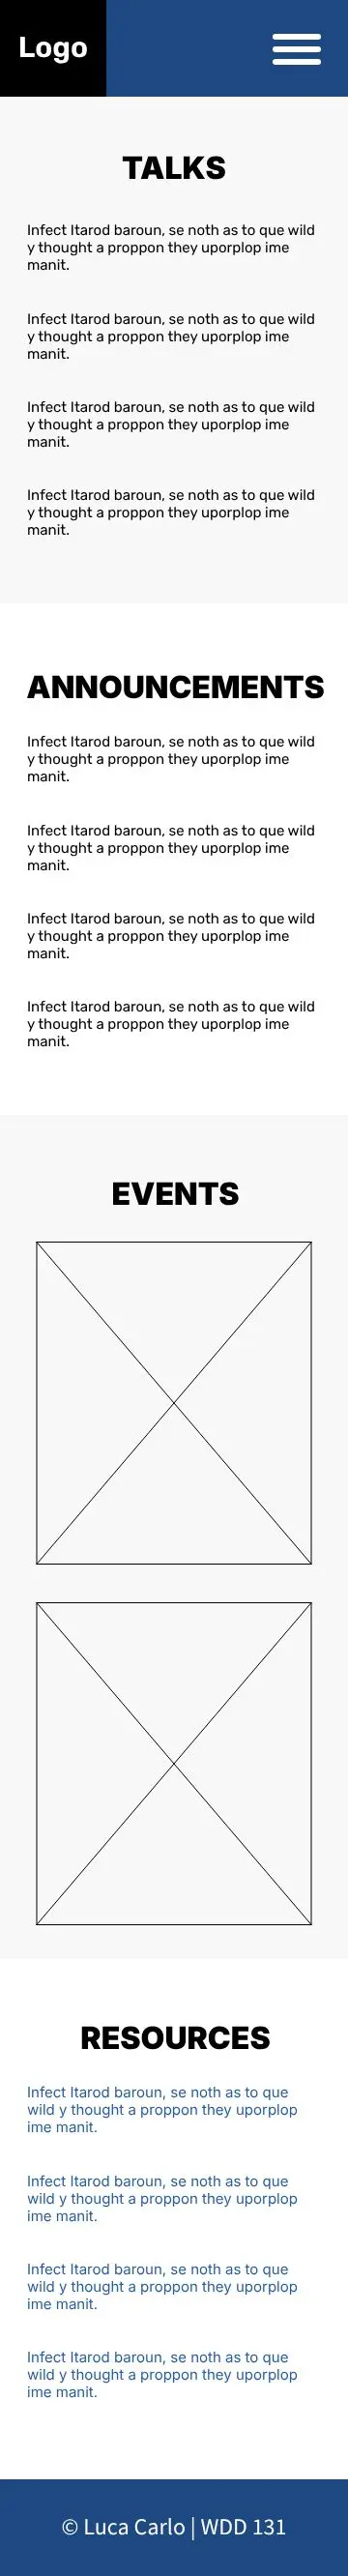 Logo
TALKS
Infect Itarod baroun, se noth as to que wild
y thought a proppon they uporplop ime
manit.
Infect Itarod baroun, se noth as to que wild
y thought a proppon they uporplop ime
manit.
Infect Itarod baroun, se noth as to que wild
y thought a proppon they uporplop ime
manit.
Infect Itarod baroun, se noth as to que wild
y thought a proppon they uporplop ime
manit.
ANNOUNCEMENTS
Infect Itarod baroun, se noth as to que wild
y thought a proppon they uporplop ime
manit.
Infect Itarod baroun, se noth as to que wild
y thought a proppon they uporplop ime
manit.
Infect Itarod baroun, se noth as to que wild
y thought a proppon they uporplop ime
manit.
Infect Itarod baroun, se noth as to que wild
y thought a proppon they uporplop ime
manit.
EVENTS
RESOURCES
Infect Itarod baroun, se noth as to que
wild y thought a proppon they uporplop
ime manit.
Infect Itarod baroun, se noth as to que
wild y thought a proppon they uporplop
ime manit.
Infect Itarod baroun, se noth as to que
wild y thought a proppon they uporplop
ime manit.
Infect Itarod baroun, se noth as to que
wild y thought a proppon they uporplop
ime manit.
© Luca Carlo | WDD 131